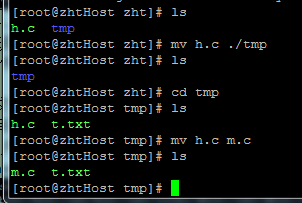 [root@zhtHost zht]# ls
h.c  tmp
[root@zhtHost zht]# mv h.c ./tmp
[root@zhtHost zht]# ls
tmp
[root@zhtHost zht]# cd tmp
[root@zhtHost tmp]# ls
h.c  t.txt
[root@zhtHost tmp]# mv h.c m.c
[root@zhtHost tmp]# ls
m.c  t.txt
[root@zhtHost tmp]#